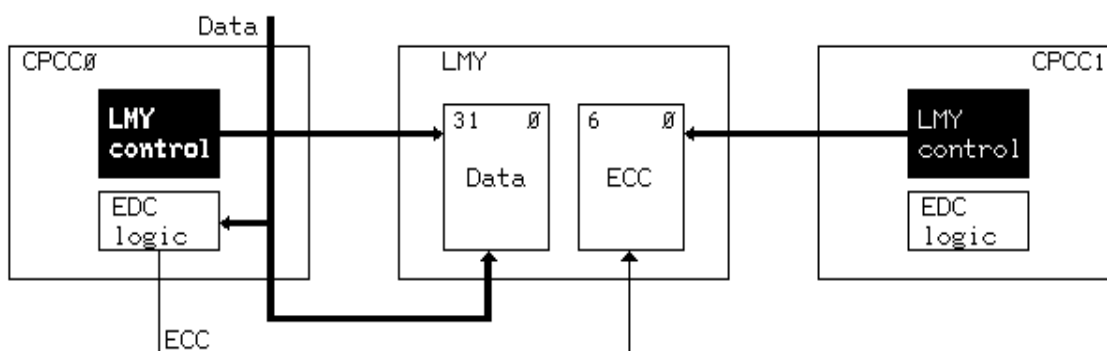 Data
CPCCØ
LMY
CPCC1
LMY
control
31 Ø
6 Ø
LMY
control
Data
ECC
EDC
logic
EDC
logic
ECC